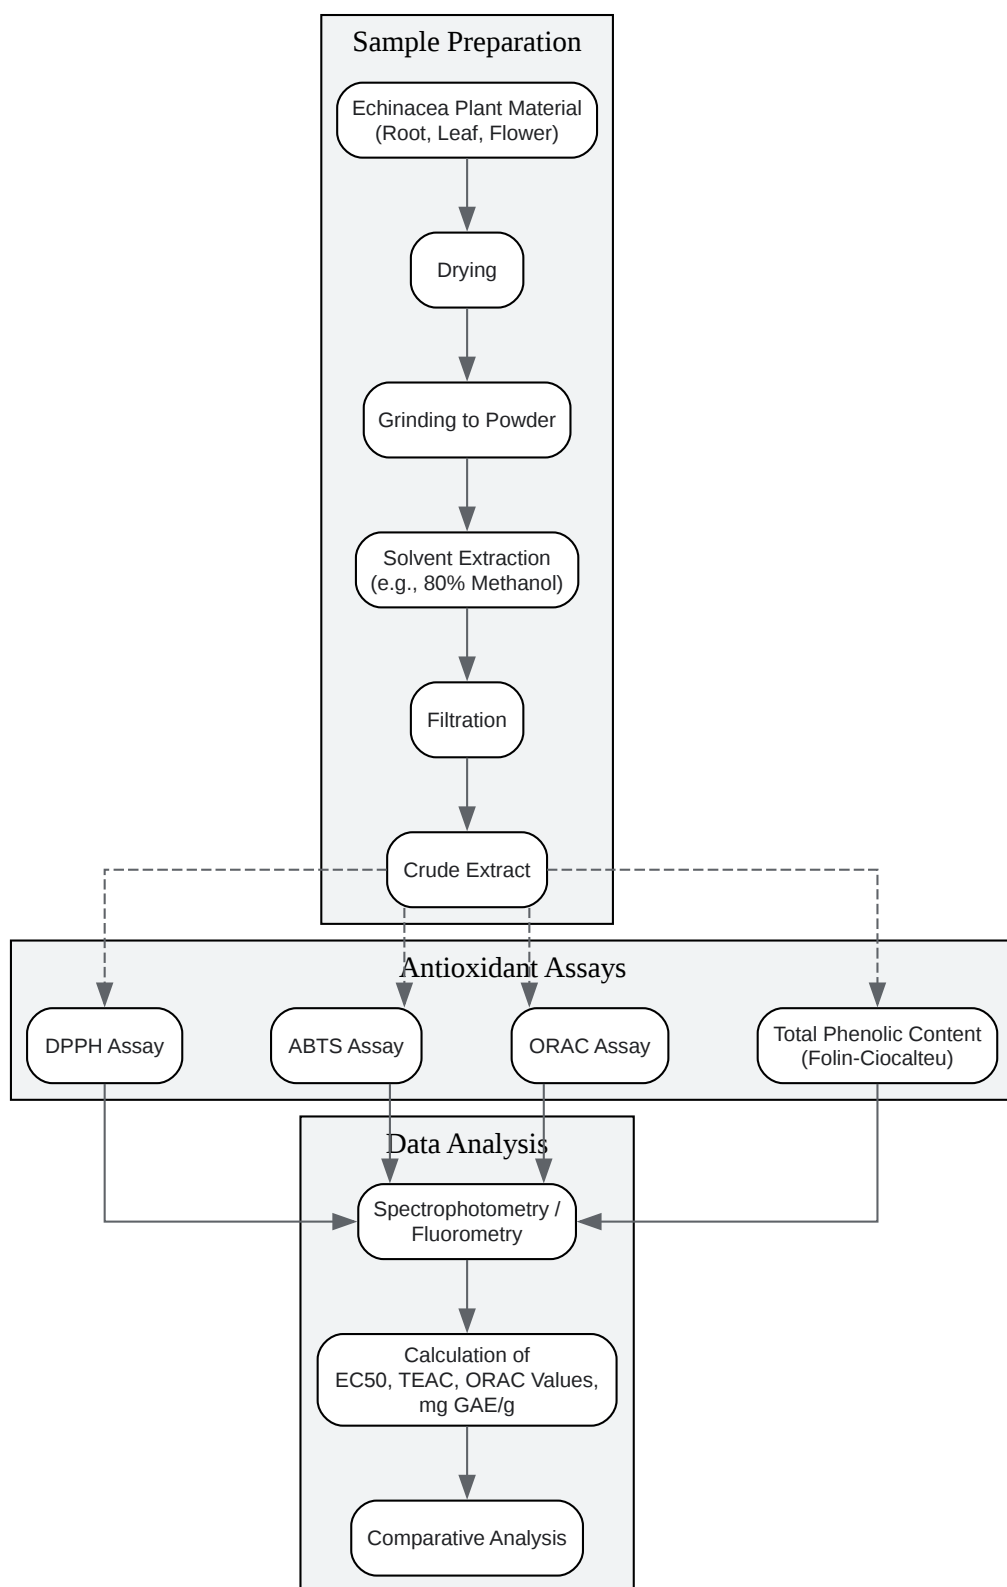 Sample Preparation
Echinacea Plant Material
(Root, Leaf, Flower)
Drying
Grinding to Powder
Solvent Extraction
(e.g., 80% Methanol)
Filtration
Crude Extract
Antioxidant Assays
DPPH Assay
ABTS Assay
ORAC Assay
Total Phenolic Content
(Folin-Ciocalteu)
Data Analysis
Spectrophotometry /
Fluorometry
Calculation of
EC50, TEAC, ORAC Values,
mg GAE/g
Comparative Analysis